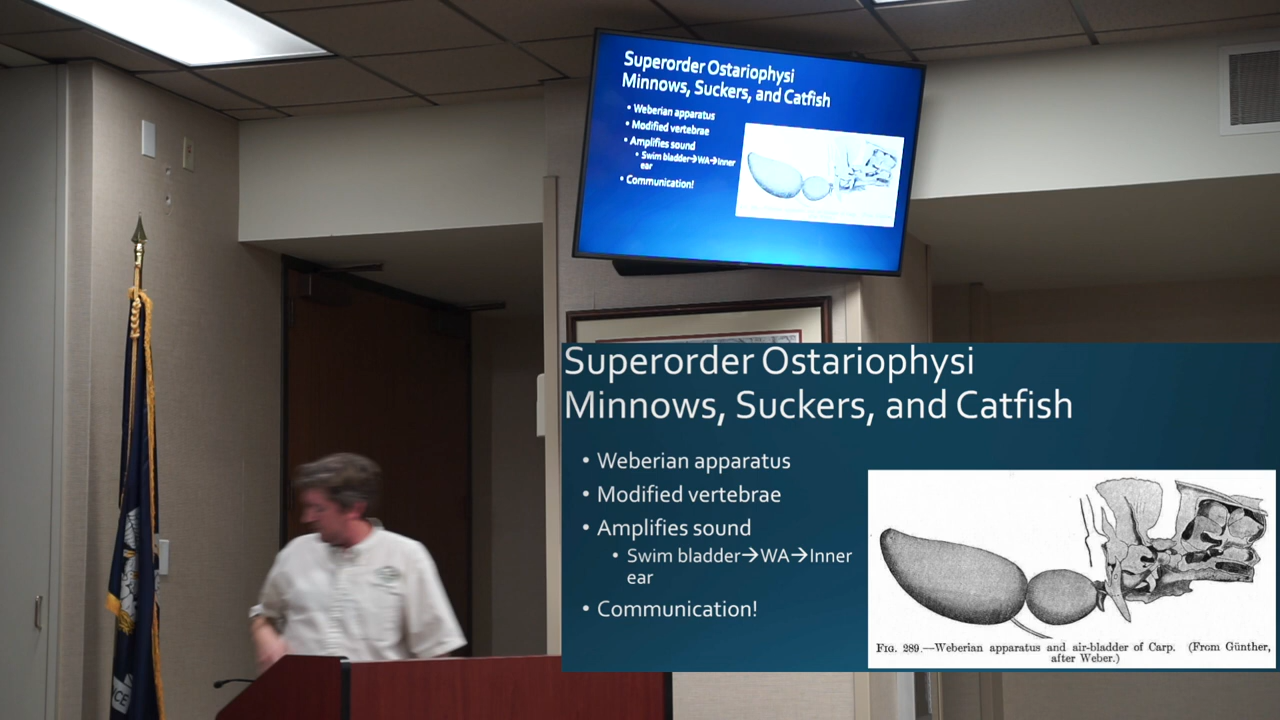 Superorder Ostariophysi
Minnows, Suckers, and Catfish
• Weberian apparatus
• Modified vertebrae
• Amplifies sound
• Swim bladder→WA→Inner
ear
• Communication!
Superorder Ostariophysi
Minnows, Suckers, and Catfish
• Weberian apparatus
• Modified vertebrae
• Amplifies sound
• Swim bladder→WA→Inner
ear
• Communication!
FIG. 289.—Weberian apparatus and air-bladder of Carp. (From Günther,
after Weber.)